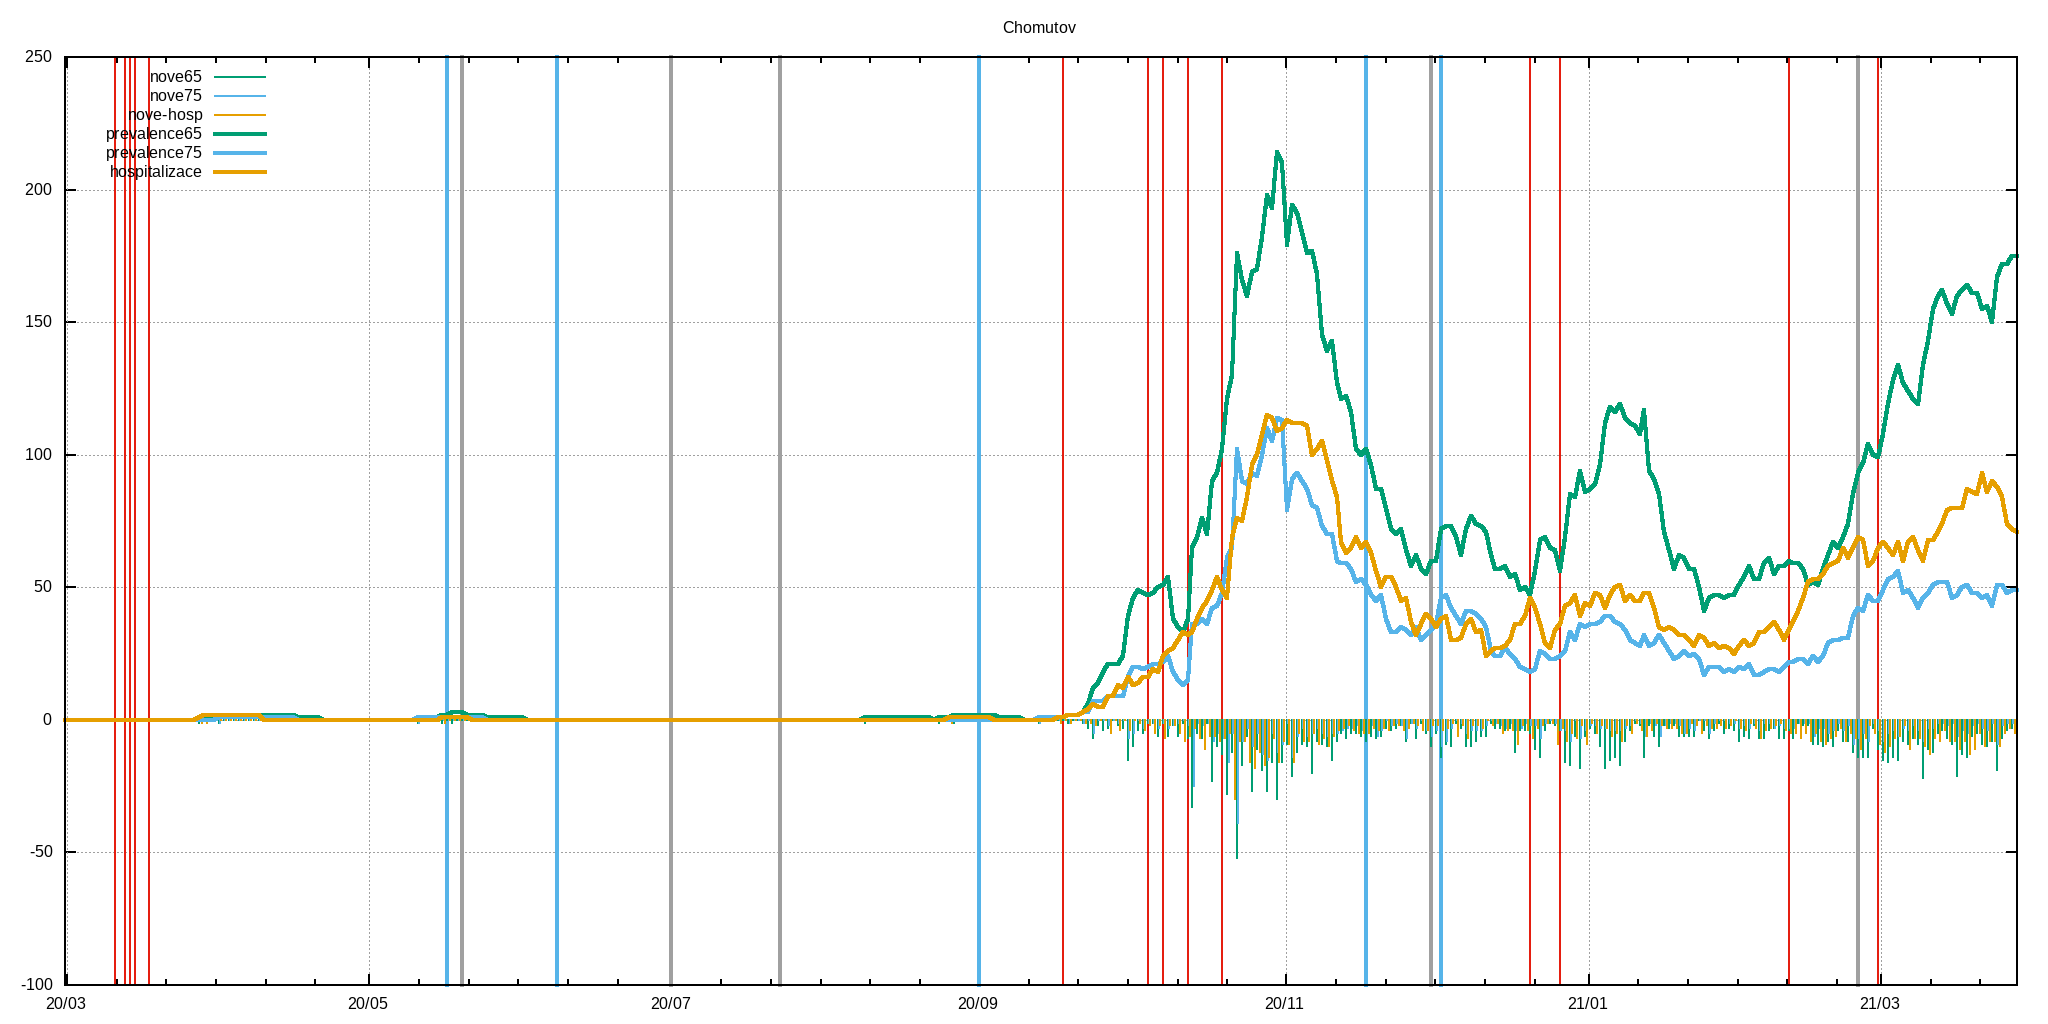 Chomutov
250
200
150
100
50
0
-50
-100
nove65
nove75
nove-hosp
prevalence65
prevalence75
hospitalizace
20/03 20/05 20/07 20/09 20/11 21/01 21/03